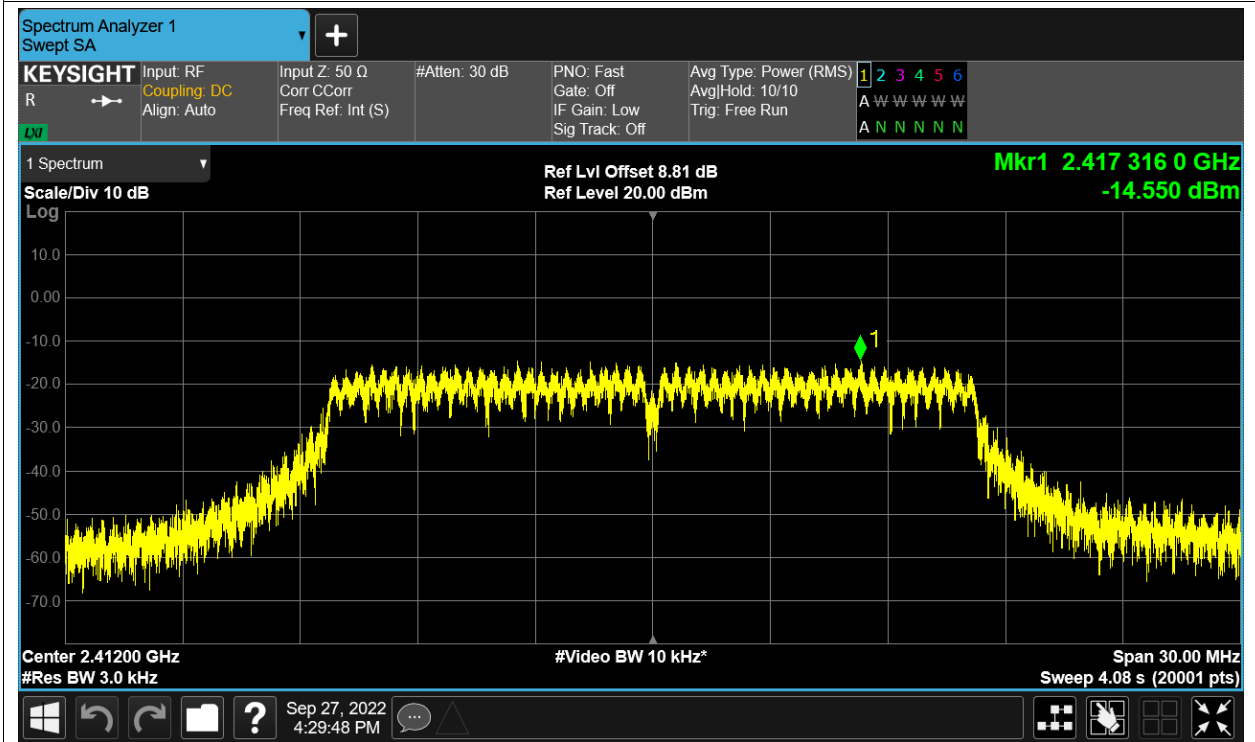 Spectrum Analyzer 1
Swept SA
+
KEYSIGHT
R
LXI
Input: RF
Coupling: DC
Align: Auto
Input Z: 50 Ω
Corr CCorr
Freq Ref: Int (S)
#Atten: 30 dB
PNO: Fast
Gate: Off
IF Gain: Low
Sig Track: Off
Avg Type: Power (RMS)
Avg|Hold: 10/10
Trig: Free Run
1 2 3 4 5 6
A W W W W W
A N N N N N
1 Spectrum
Scale/Div 10 dB
Log
Ref Lvl Offset 8.81 dB
Ref Level 20.00 dBm
Mkr1 2.417 316 0 GHz
-14.550 dBm
10.0
0.00
-10.0
-20.0
-30.0
-40.0
-50.0
-60.0
-70.0
1
Center 2.41200 GHz
#Res BW 3.0 kHz
#Video BW 10 kHz*
Span 30.00 MHz
Sweep 4.08 s (20001 pts)
?
Sep 27, 2022
4:29:48 PM